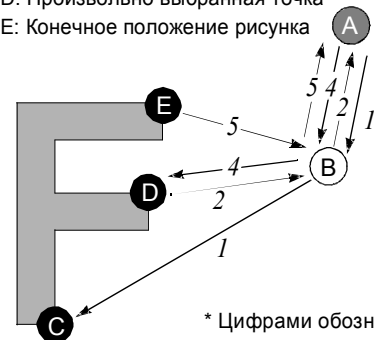 D: Произвольно выбранная точка
E: Конечное положение рисунка
A
5 4 2 1
E
5
B
4
D
2
1
C
* Цифрами обозн